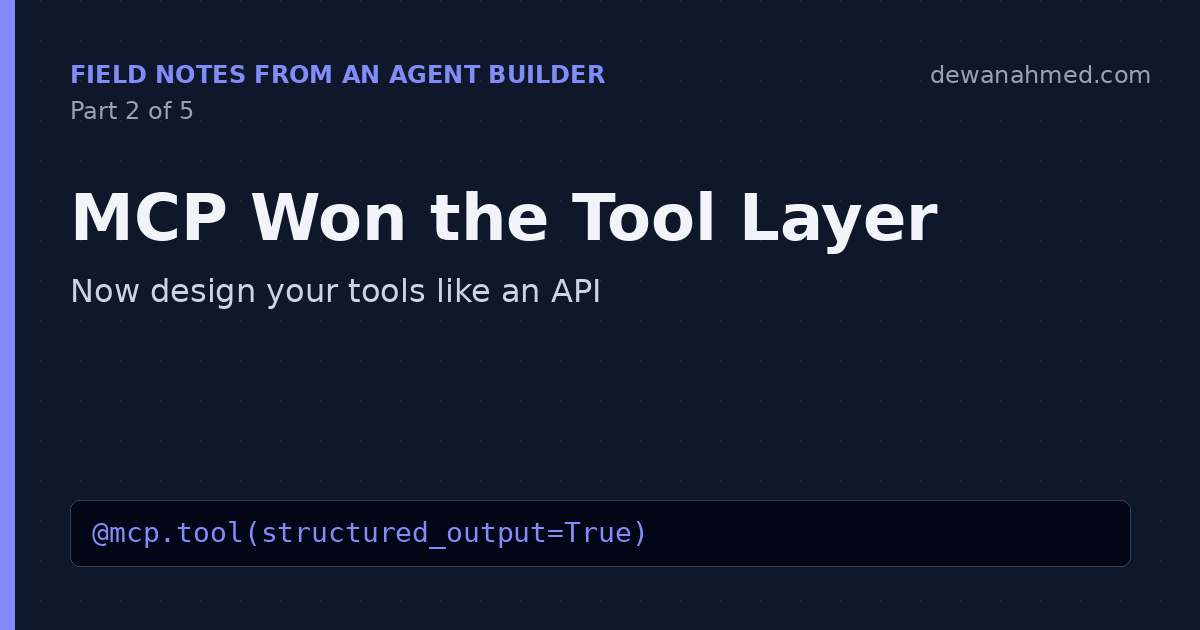 FIELD NOTES FROM AN AGENT BUILDER
dewanahmed.com
Part 2 of 5
MCP Won the Tool Layer
Now design your tools like an API
@mcp.tool(structured_output=True)